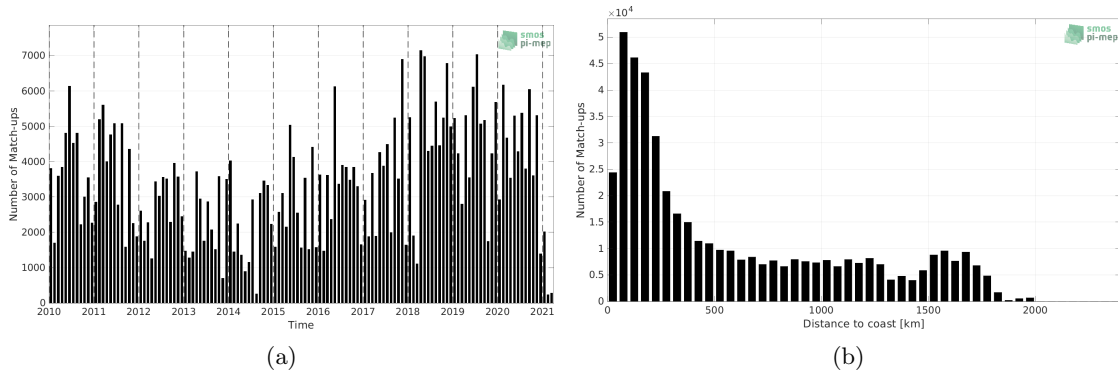 smos
pi-mep
7000
6000
5000
4000
3000
2000
1000
0
Number of Match-ups
2010 2011 2012 2013 2014 2015 2016 2017 2018 2019 2020 2021
Time
(a)
×10⁴
smos
pi-mep
5
4.5
4
3.5
3
2.5
2
1.5
1
0.5
0
Number of Match-ups
0 500 1000 1500 2000
Distance to coast [km]
(b)